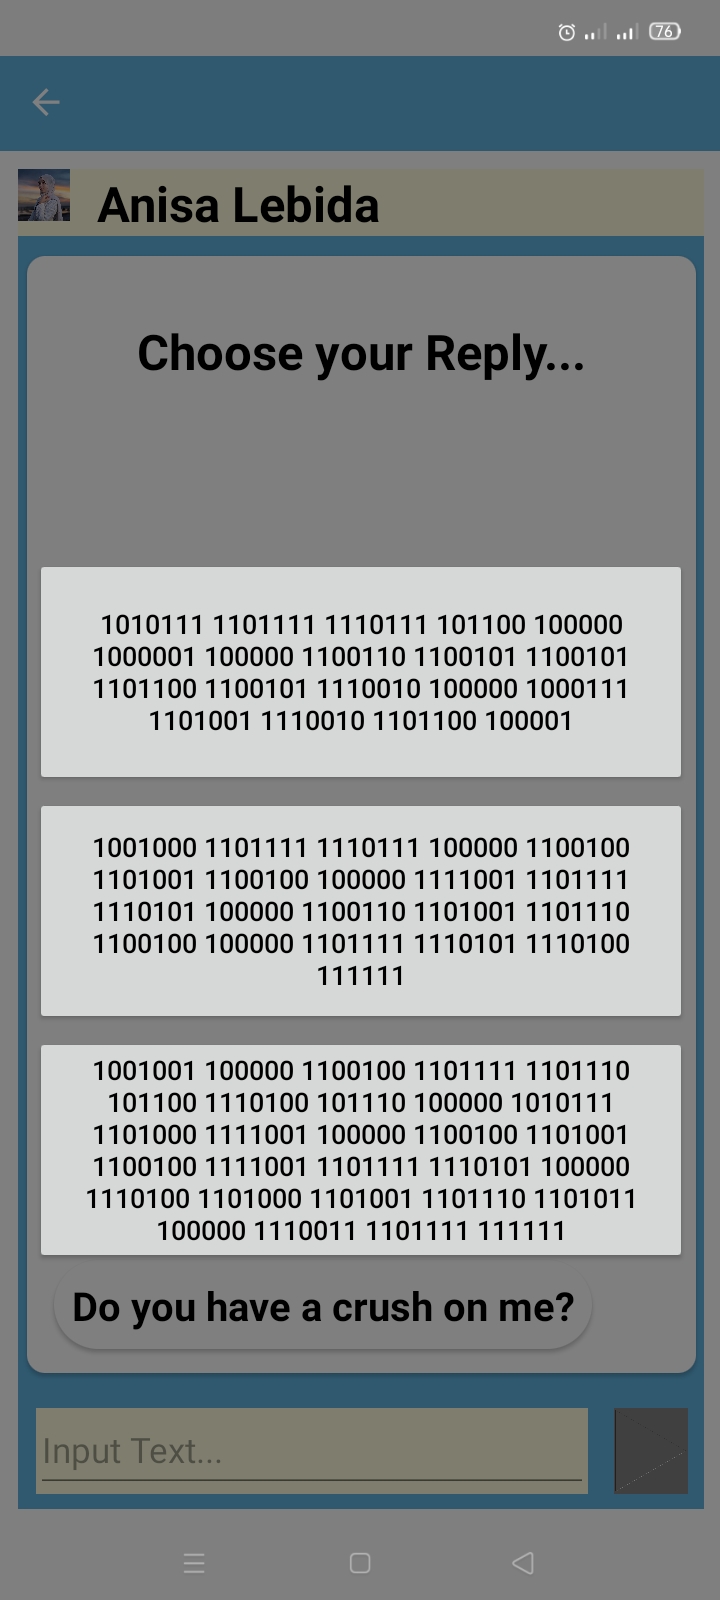 76
Anisa Lebida
Choose your Reply...
1010111 1101111 1110111 101100 100000
1000001 100000 1100110 1100101 1100101
1101100 1100101 1110010 100000 1000111
1101001 1110010 1101100 100001
1001000 1101111 1110111 100000 1100100
1101001 1100100 100000 1111001 1101111
1110101 100000 1100110 1101001 1101110
1100100 100000 1101111 1110101 1110100
111111
1001001 100000 1100100 1101111 1101110
101100 1110100 101110 100000 1010111
1101000 1111001 100000 1100100 1101001
1100100 1111001 1101111 1110101 100000
1110100 1101000 1101001 1101110 1101011
100000 1110011 1101111 111111
Do you have a crush on me?
Input Text...